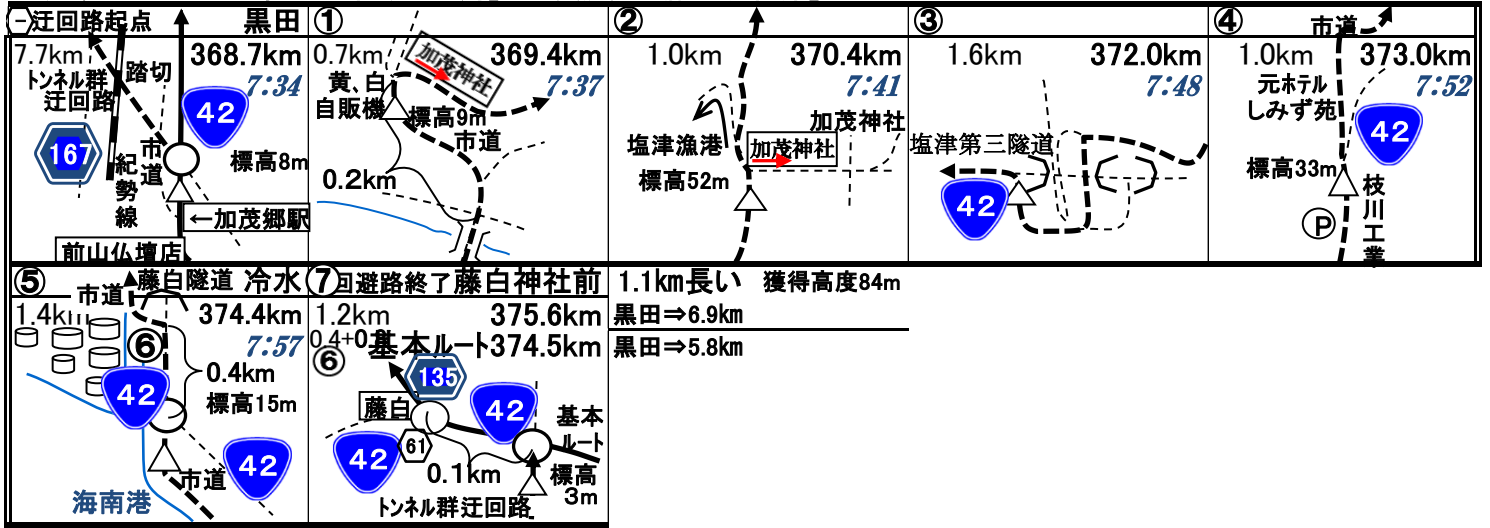 迂回路起点 黒田
7.7km 368.7km
トンネル群 踏切 7:34
迂回路
42
167
市道
紀勢線
標高8m
←加茂郷駅
前山仏壇店
①
0.7km 369.4km
加茂神社
黄、白 7:37
自販機
標高9m
市道
0.2km
②
1.0km 370.4km
7:41
加茂神社
塩津漁港
加茂神社
標高52m
③
1.6km 372.0km
7:48
塩津第三隧道
42
④ 市道
1.0km 373.0km
元ホテル 7:52
しみず苑
42
標高33m
枝川工業
P
⑤ 藤白隧道 冷水
市道
1.4km 374.4km
⑥ 7:57
0.4km
42
標高15m
42
市道
海南港
⑦回避路終了藤白神社前
1.2km 375.6km
0.4+0.8
⑥ 基本ルート374.5km
135
藤白 42
基本
ルート
42 61
0.1km
標高
3m
トンネル群迂回路
1.1km長い 獲得高度84m
黒田⇒6.9km
黒田⇒5.8km